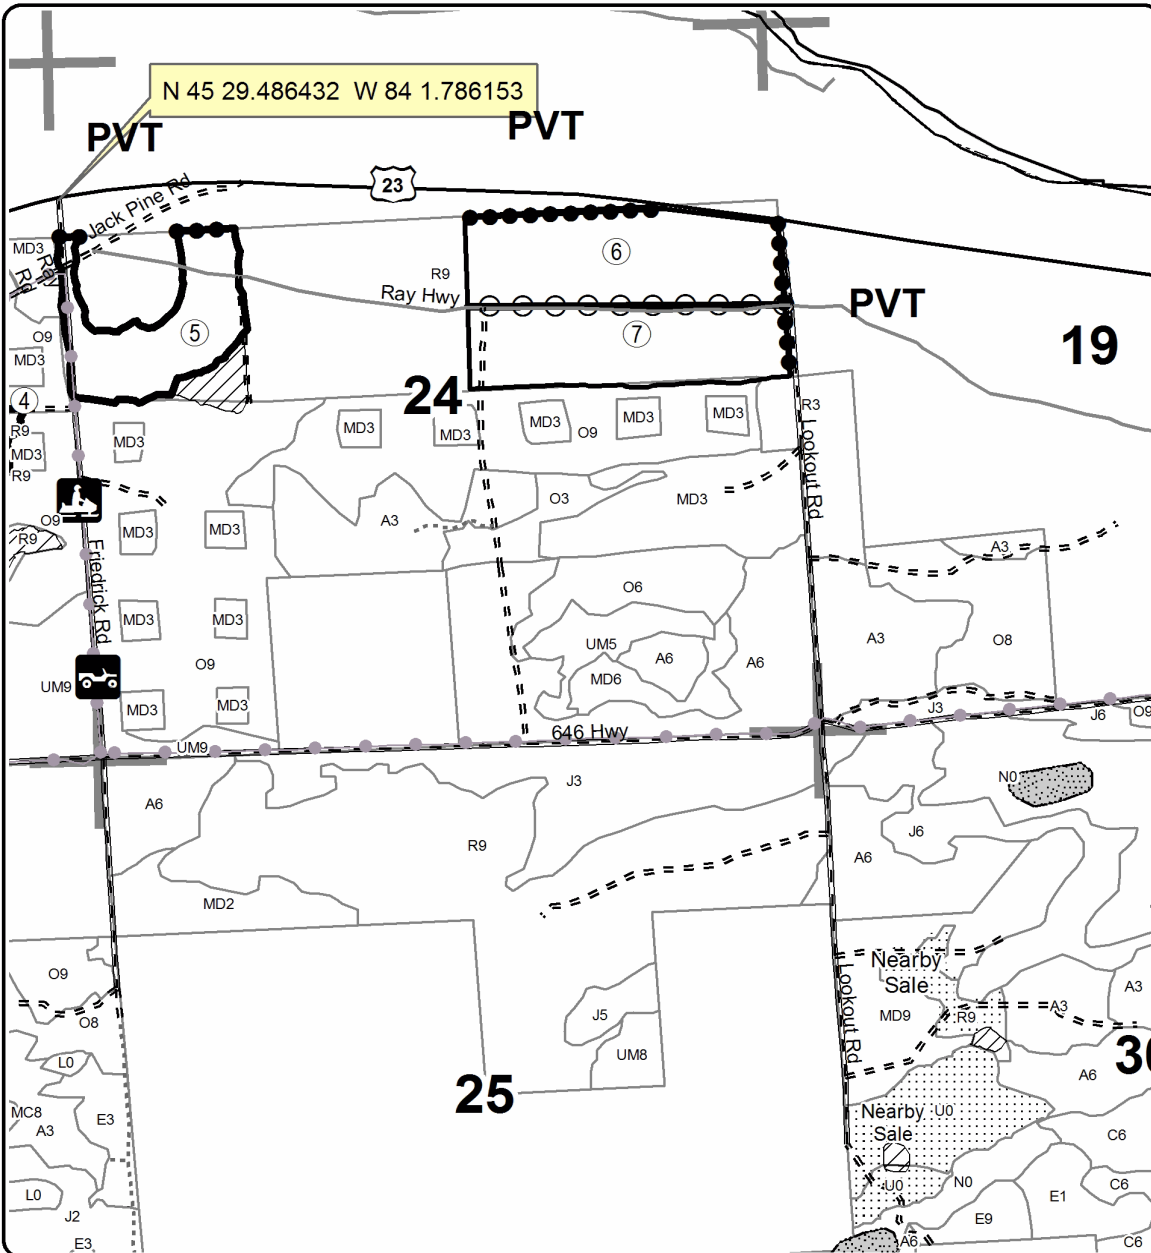 N 45 29.486432 W 84 1.786153
PVT
PVT
23
Jack Pine Rd
MD3
Ray
Rd
R9
6
Ray Hwy
PVT
O9
5
7
19
MD3
4
24
R3
R9
MD3
R9
MD3
MD3
MD3
MD3
O9
MD3
MD3
Lookout Rd
O3
MD3
O9
A3
R9
MD3
MD3
A3
Friedrick Rd
O6
MD3
MD3
UM5
A3
O8
O9
A6
A6
UM9
MD6
MD3
MD3
J3
J6
O9
646 Hwy
UM9
N0
J3
A6
J6
R9
A6
MD2
Nearby
Sale
O9
Lookout Rd
A3
A3
J5
MD9
R9
O8
UM8
L0
30
A6
25
MC8
E3
A3
Nearby
Sale
U0
C6
L0
U0
N0
E1
C6
J2
E9
E3
A6
C6